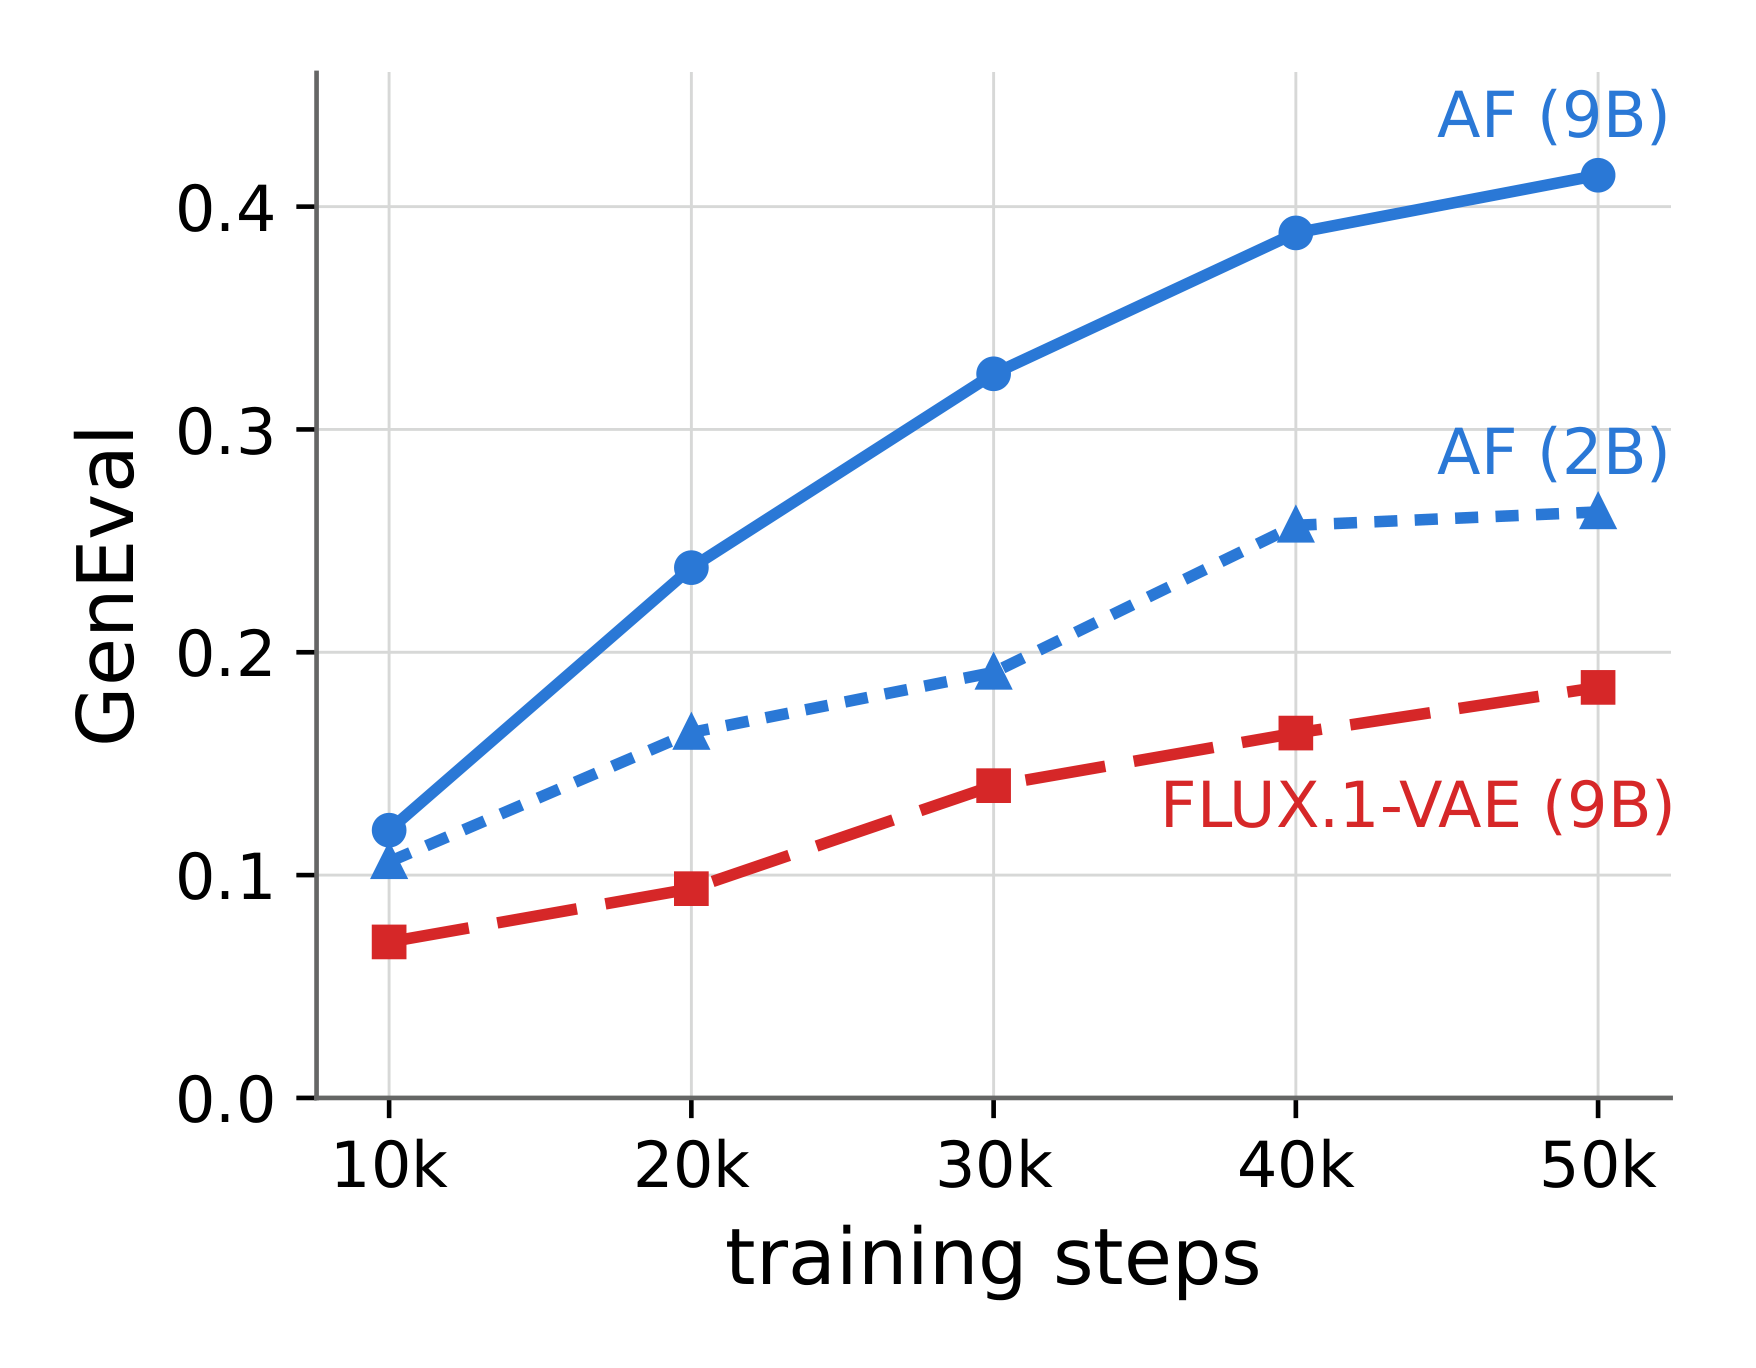 AF (9B)
0.4
0.3
AF (2B)
GenEval
0.2
FLUX.1-VAE (9B)
0.1
0.0
10k 20k 30k 40k 50k
training steps